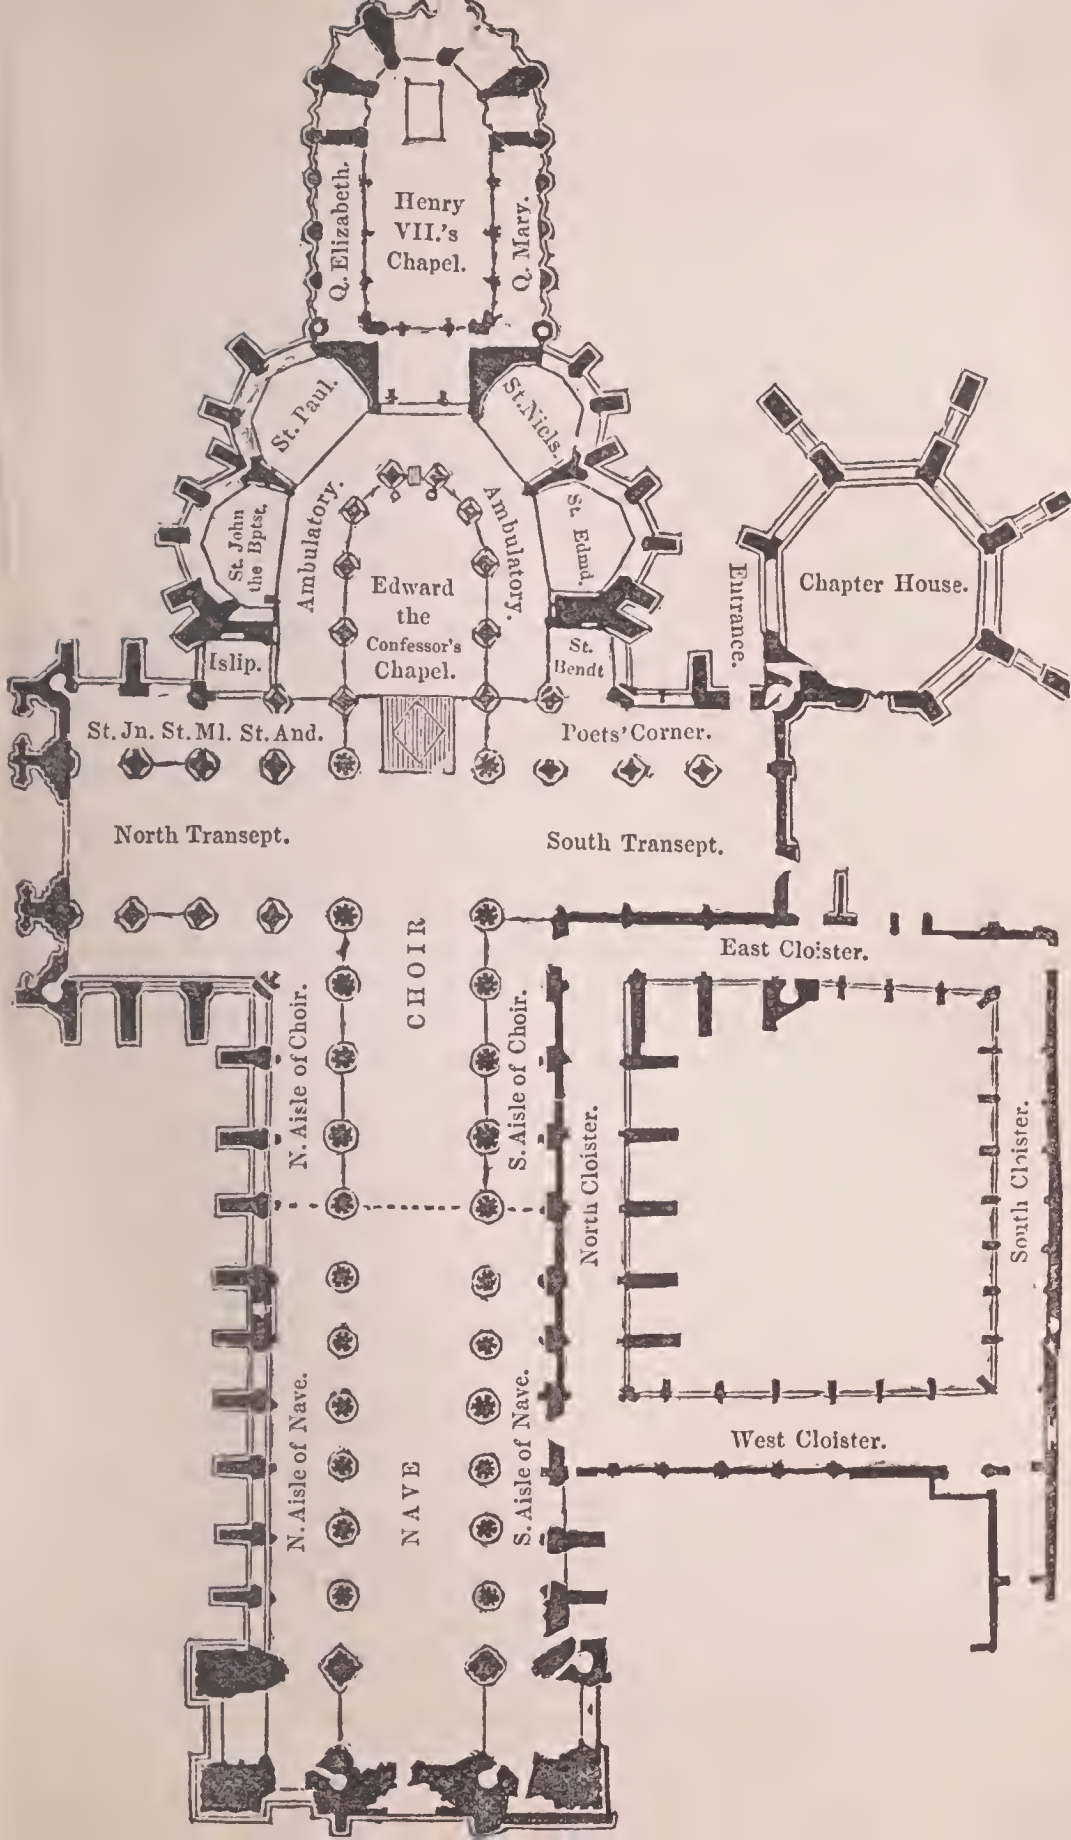 Q. Elizabeth.
Henry
VII.'s
Chapel.
Q. Mary.
St. Paul.
St. Nicls.
Ambulatory.
Ambulatory.
St. John
the Bptst.
St. Edmd.
Edward
the
Confessor's
Chapel.
Entrance.
Chapter House.
Islip.
St.
Bendt
St. Jn. St. Ml. St. And.
Poets' Corner.
North Transept.
South Transept.
CHOIR
East Cloister.
N. Aisle of Choir.
S. Aisle of Choir.
North Cloister.
South Cloister.
N. Aisle of Nave.
NAVE
S. Aisle of Nave.
West Cloister.